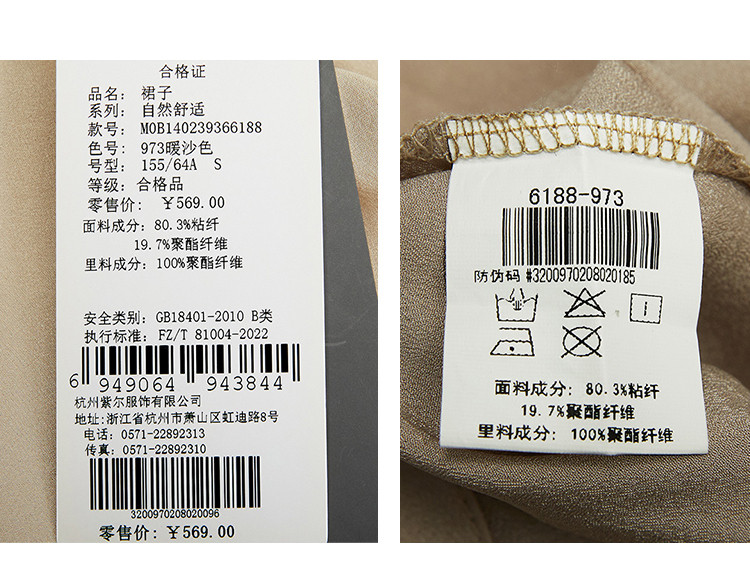 合格证
品名: 裙子
系列: 自然舒适
款号: M0B140239366188
色号: 973暖沙色
号型: 155/64A S
等级: 合格品
零售价: ￥569.00
面料成分: 80.3%粘纤
19.7%聚酯纤维
里料成分: 100%聚酯纤维
安全类别: GB18401-2010 B类
执行标准: FZ/T 81004-2022
6 949064 943844
杭州紫尔服饰有限公司
地址:浙江省杭州市萧山区虹迪路8号
电话: 0571-22892313
传真: 0571-22892310
3200970208020096
零售价: ￥569.00
6188-973
防伪码 #3200970208020185
面料成分: 80.3%粘纤
19.7%聚酯纤维
里料成分: 100%聚酯纤维